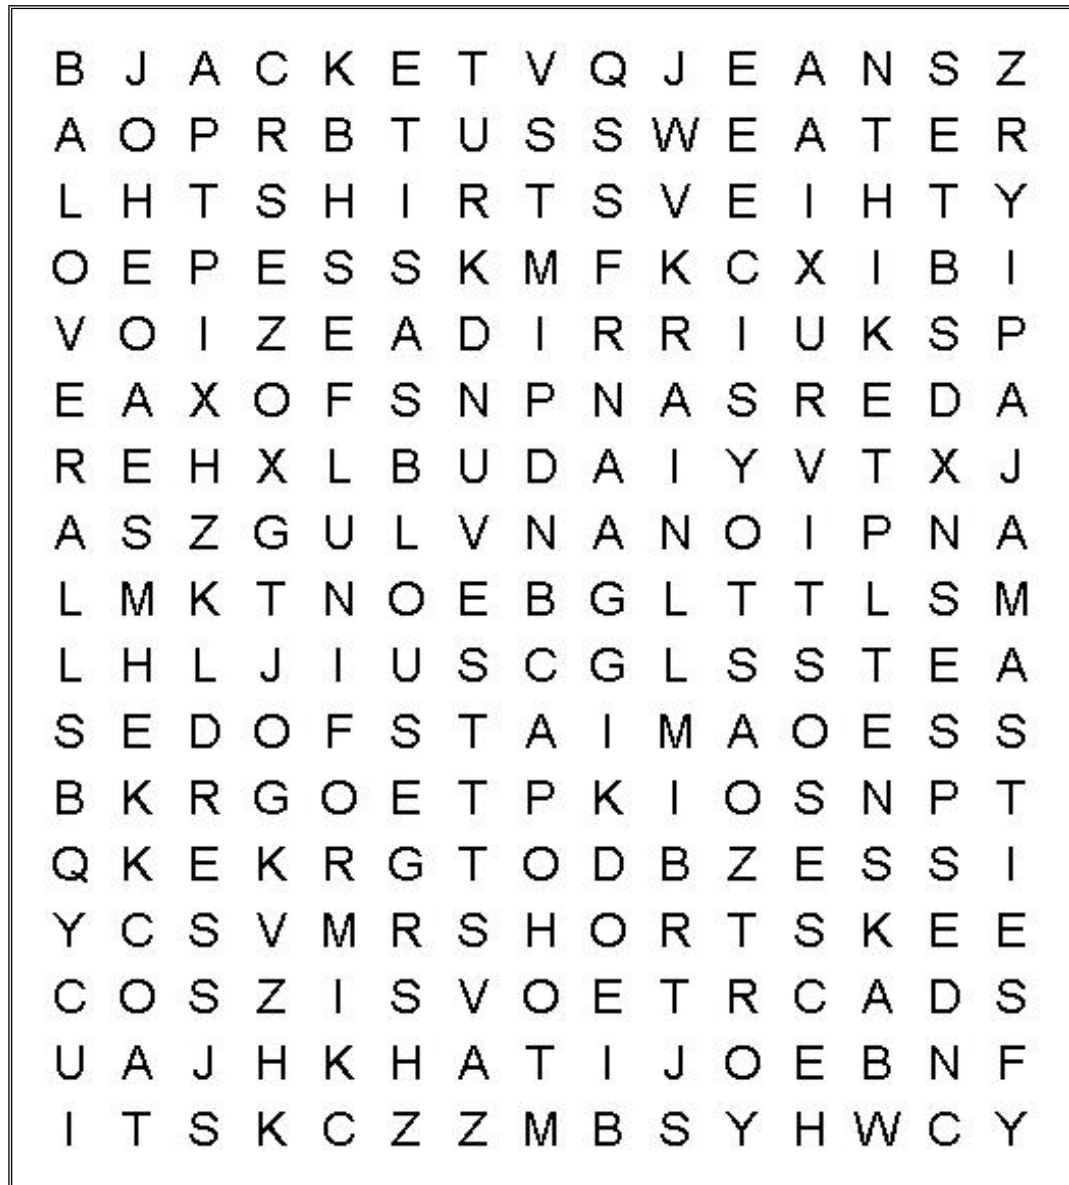 B J A C K E T V Q J E A N S Z
A O P R B T U S S W E A T E R
L H T S H I R T S V E I H T Y
O E P E S S K M F K C X I B I
V O I Z E A D I R R I U K S P
E A X O F S N P N A S R E D A
R E H X L B U D A I Y V T X J
A S Z G U L V N A N O I P N A
L M K T N O E B G L T T L S M
L H L J I U S C G L S S T E A
S E D O F S T A I M A O E S S
B K R G O E T P K I O S N P T
Q K E K R G T O D B Z E S S I
Y C S V M R S H O R T S K E E
C O S Z I S V O E T R C A D S
U A J H K H A T I J O E B N F
I T S K C Z Z M B S Y H W C Y